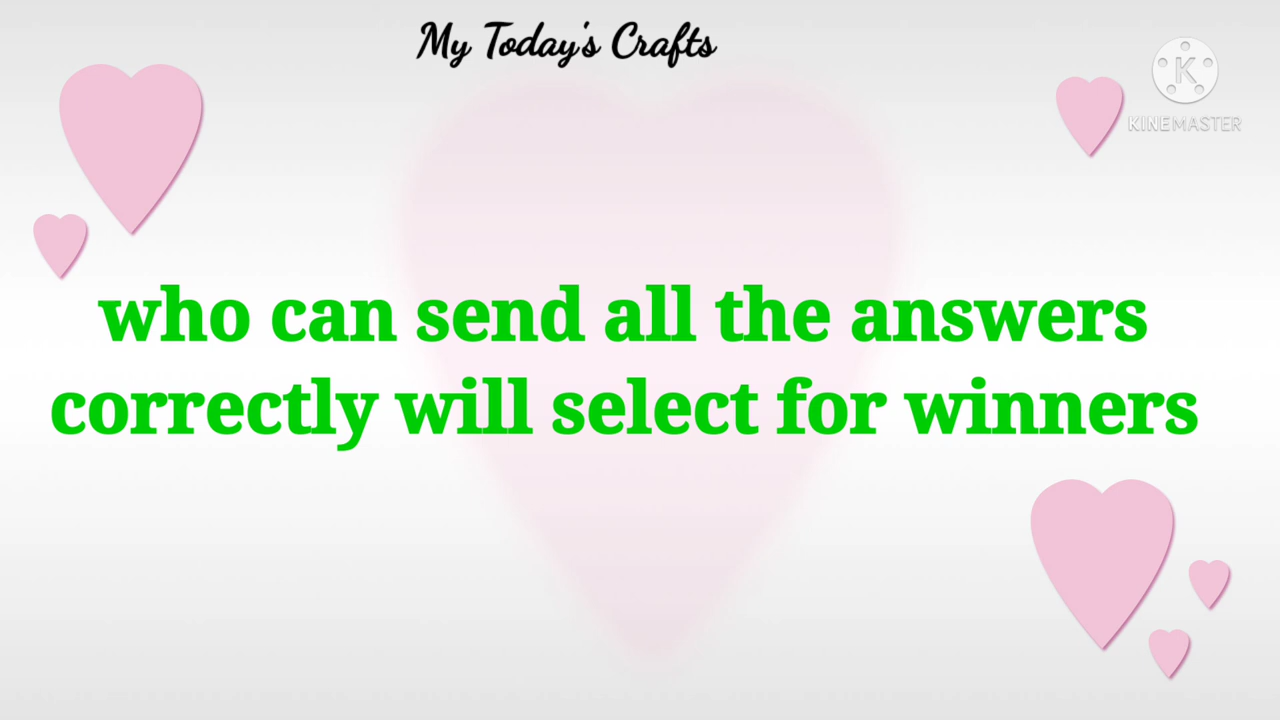 My Today's Crafts
K
KINEMASTER
who can send all the answers
correctly will select for winners